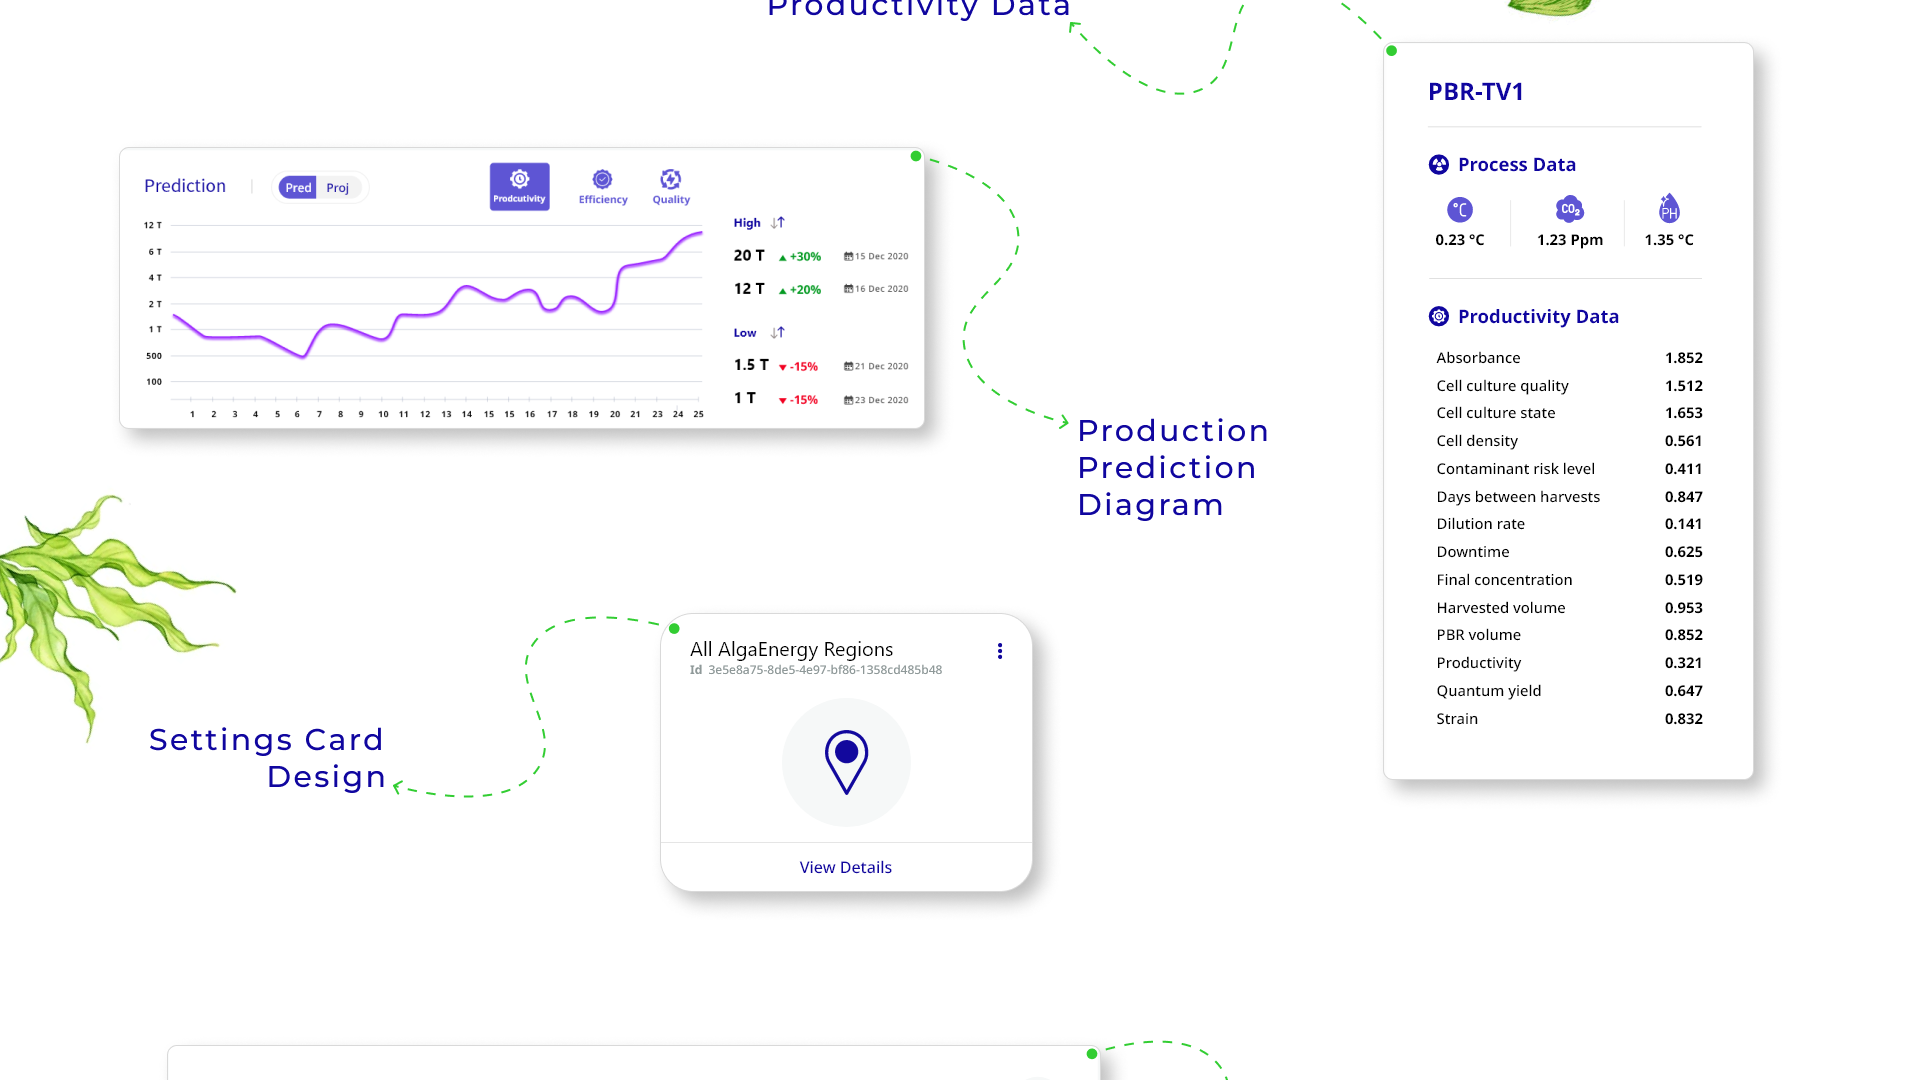 Productivity Data
Prediction
Pred Proj
Prodcutivity
Efficiency
Quality
12 T
6 T
4 T
2 T
1 T
500
100
1 2 3 4 5 6 7 8 9 10 11 12 13 14 15 15 16 17 18 19 20 21 23 24 25
High
20 T +30% 15 Dec 2020
12 T +20% 16 Dec 2020
Low
1.5 T -15% 21 Dec 2020
1 T -15% 23 Dec 2020
Production
Prediction
Diagram
PBR-TV1
Process Data
°C CO₂ PH
0.23 °C 1.23 Ppm 1.35 °C
Productivity Data
Absorbance 1.852
Cell culture quality 1.512
Cell culture state 1.653
Cell density 0.561
Contaminant risk level 0.411
Days between harvests 0.847
Dilution rate 0.141
Downtime 0.625
Final concentration 0.519
Harvested volume 0.953
PBR volume 0.852
Productivity 0.321
Quantum yield 0.647
Strain 0.832
Settings Card
Design
All AlgaEnergy Regions
Id 3e5e8a75-8de5-4e97-bf86-1358cd485b48
View Details